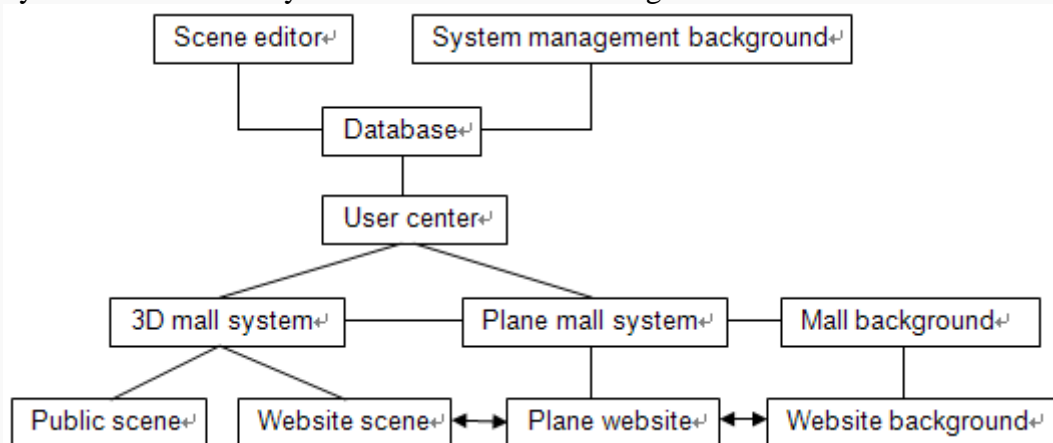 Scene editor↵
System management background↵
Database↵
User center↵
3D mall system↵
Plane mall system↵
Mall background↵
Public scene↵
Website scene↵
Plane website↵
Website background↵